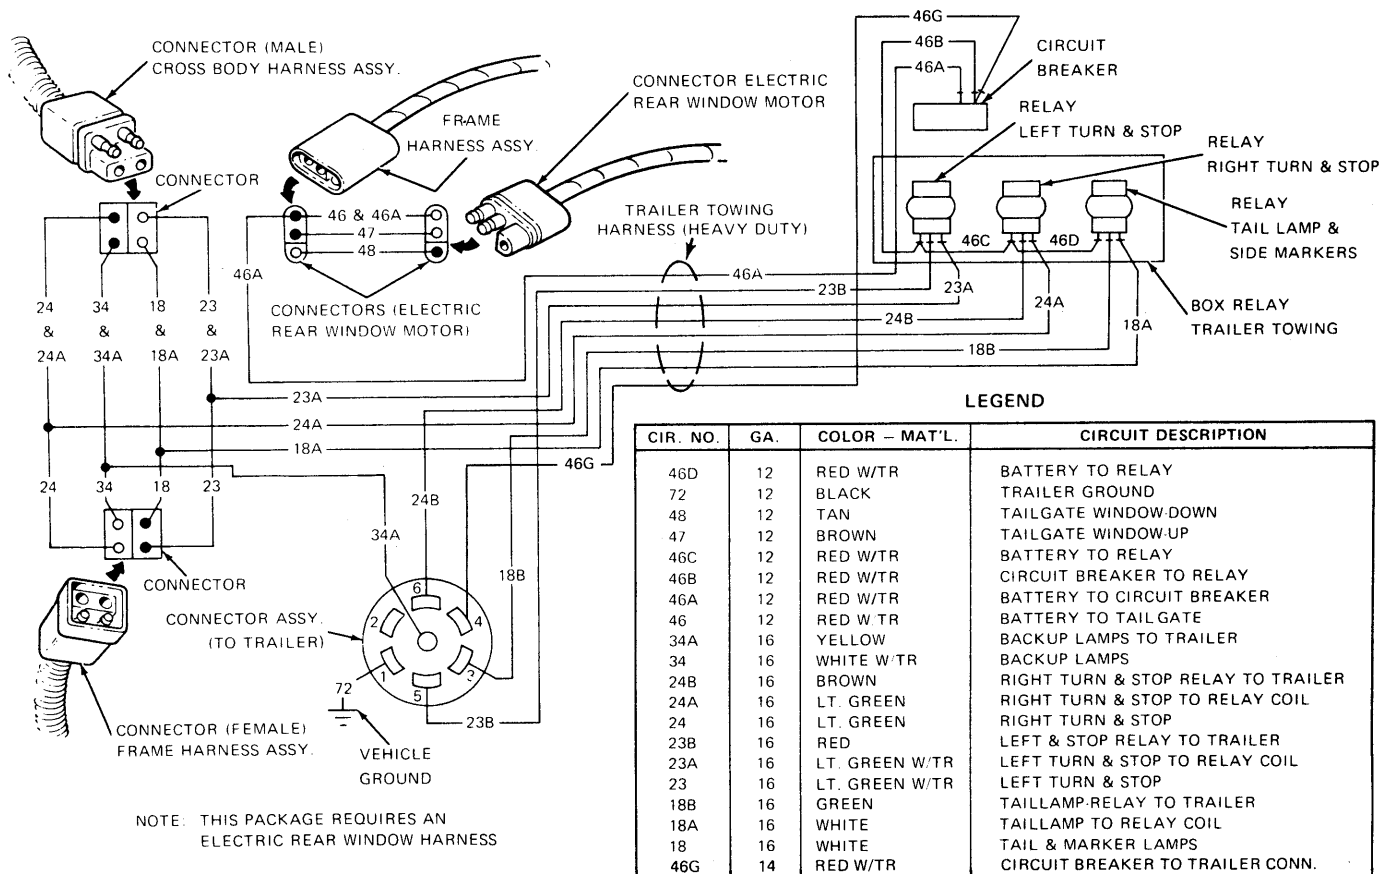 46G
46B
46A
CONNECTOR (MALE)
CROSS BODY HARNESS ASSY.
CONNECTOR ELECTRIC
REAR WINDOW MOTOR
CIRCUIT
BREAKER
FRAME
HARNESS ASSY.
RELAY
LEFT TURN & STOP
RELAY
RIGHT TURN & STOP
CONNECTOR
RELAY
TAIL LAMP &
SIDE MARKERS
TRAILER TOWING
HARNESS (HEAVY DUTY)
46 & 46A
47
48
46C
46D
46A
46A
23B
23A
24A
24B
18A
18B
BOX RELAY
TRAILER TOWING
CONNECTORS (ELECTRIC
REAR WINDOW MOTOR)
24 34 18 23
& & & &
24A 34A 18A 23A
23A
24A
18A
46G
24 34 18 23
24B
34A
18B
CONNECTOR
CONNECTOR ASSY.
(TO TRAILER)
6
2
4
1
3
5
72
23B
VEHICLE
GROUND
CONNECTOR (FEMALE)
FRAME HARNESS ASSY.
NOTE: THIS PACKAGE REQUIRES AN
ELECTRIC REAR WINDOW HARNESS
LEGEND
CIR. NO. GA. COLOR – MAT'L. CIRCUIT DESCRIPTION
46D 12 RED W/TR BATTERY TO RELAY
72 12 BLACK TRAILER GROUND
48 12 TAN TAILGATE WINDOW-DOWN
47 12 BROWN TAILGATE WINDOW-UP
46C 12 RED W/TR BATTERY TO RELAY
46B 12 RED W/TR CIRCUIT BREAKER TO RELAY
46A 12 RED W/TR BATTERY TO CIRCUIT BREAKER
46 12 RED W/TR BATTERY TO TAILGATE
34A 16 YELLOW BACKUP LAMPS TO TRAILER
34 16 WHITE W/TR BACKUP LAMPS
24B 16 BROWN RIGHT TURN & STOP RELAY TO TRAILER
24A 16 LT. GREEN RIGHT TURN & STOP TO RELAY COIL
24 16 LT. GREEN RIGHT TURN & STOP
23B 16 RED LEFT & STOP RELAY TO TRAILER
23A 16 LT. GREEN W/TR LEFT TURN & STOP TO RELAY COIL
23 16 LT. GREEN W/TR LEFT TURN & STOP
18B 16 GREEN TAILLAMP-RELAY TO TRAILER
18A 16 WHITE TAILLAMP TO RELAY COIL
18 16 WHITE TAIL & MARKER LAMPS
46G 14 RED W/TR CIRCUIT BREAKER TO TRAILER CONN.